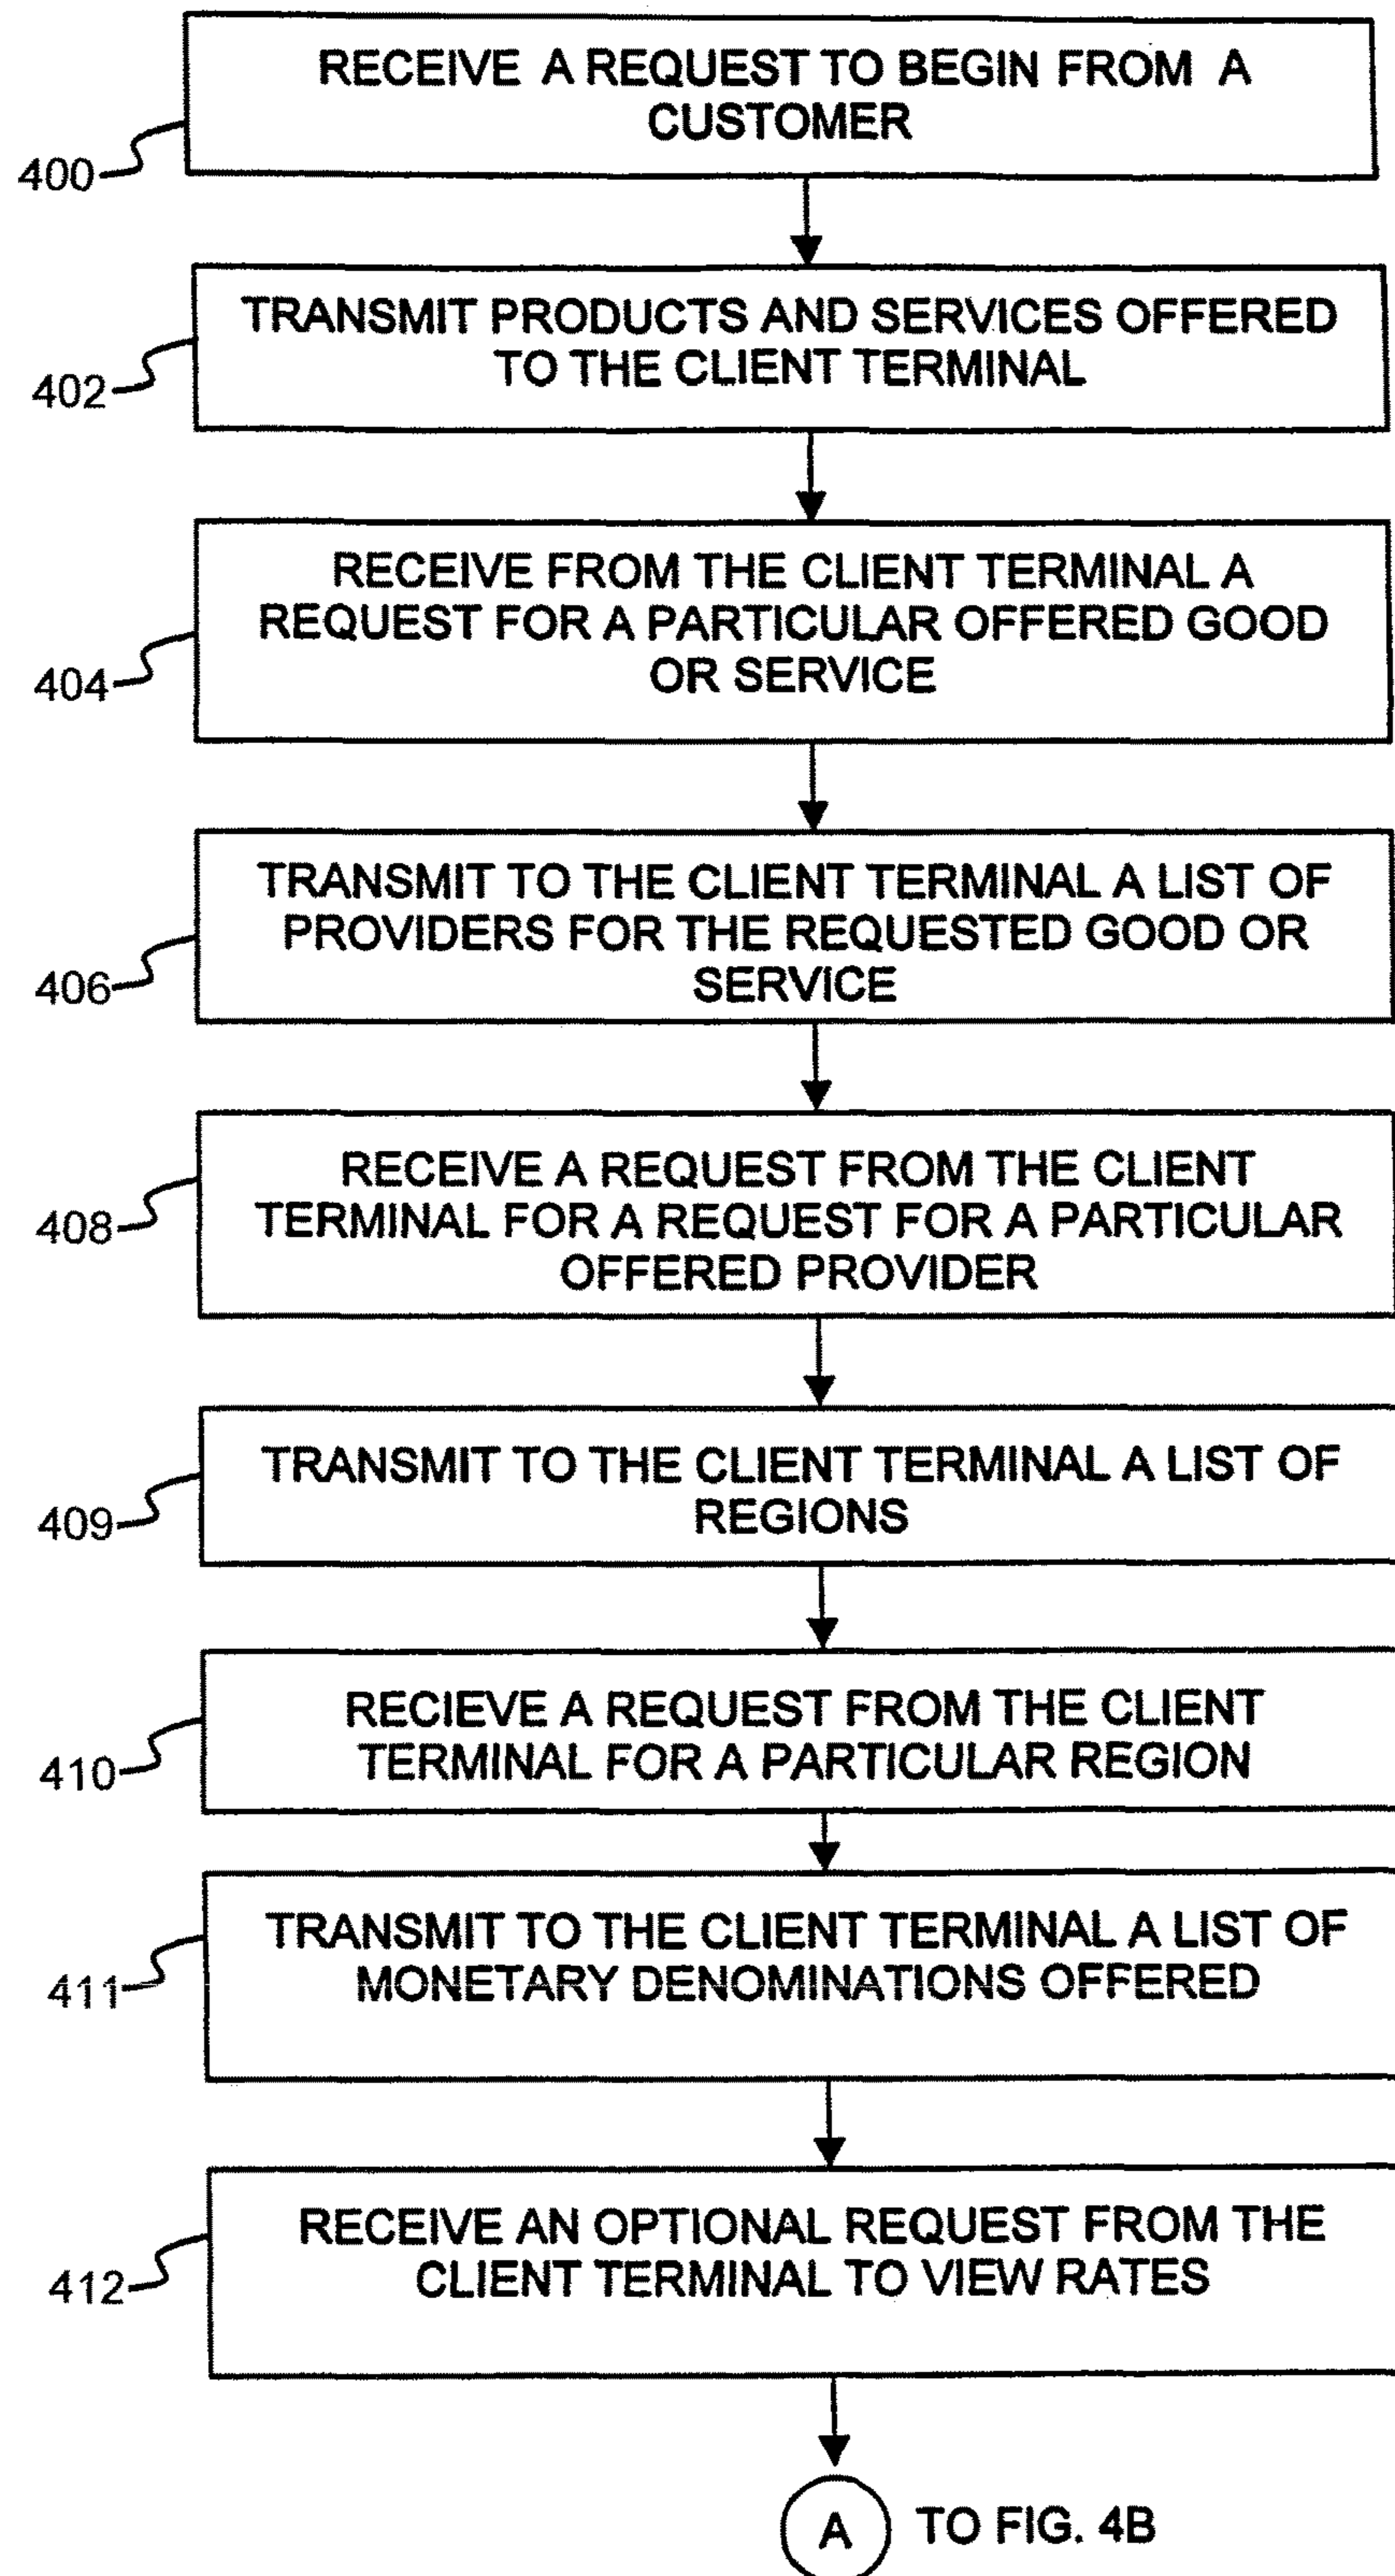 RECEIVE A REQUEST TO BEGIN FROM A
CUSTOMER
400
TRANSMIT PRODUCTS AND SERVICES OFFERED
TO THE CLIENT TERMINAL
402
RECEIVE FROM THE CLIENT TERMINAL A
REQUEST FOR A PARTICULAR OFFERED GOOD
OR SERVICE
404
TRANSMIT TO THE CLIENT TERMINAL A LIST OF
PROVIDERS FOR THE REQUESTED GOOD OR
SERVICE
406
RECEIVE A REQUEST FROM THE CLIENT
TERMINAL FOR A REQUEST FOR A PARTICULAR
OFFERED PROVIDER
408
TRANSMIT TO THE CLIENT TERMINAL A LIST OF
REGIONS
409
RECIEVE A REQUEST FROM THE CLIENT
TERMINAL FOR A PARTICULAR REGION
410
TRANSMIT TO THE CLIENT TERMINAL A LIST OF
MONETARY DENOMINATIONS OFFERED
411
RECEIVE AN OPTIONAL REQUEST FROM THE
CLIENT TERMINAL TO VIEW RATES
412
A TO FIG. 4B